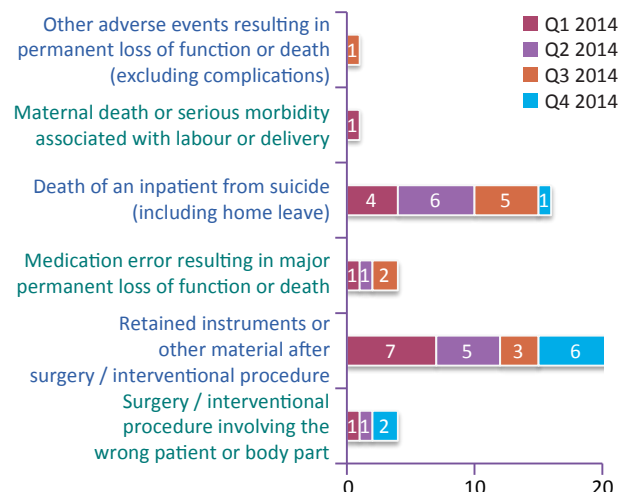 Other adverse events resulting in
permanent loss of function or death
(excluding complications)
1
Maternal death or serious morbidity
associated with labour or delivery
1
Death of an inpatient from suicide
(including home leave)
4 6 5 1
Medication error resulting in major
permanent loss of function or death
1 1 2
Retained instruments or
other material after
surgery / interventional procedure
7 5 3 6
Surgery / interventional
procedure involving the
wrong patient or body part
1 1 2
0 10 20
Q1 2014
Q2 2014
Q3 2014
Q4 2014